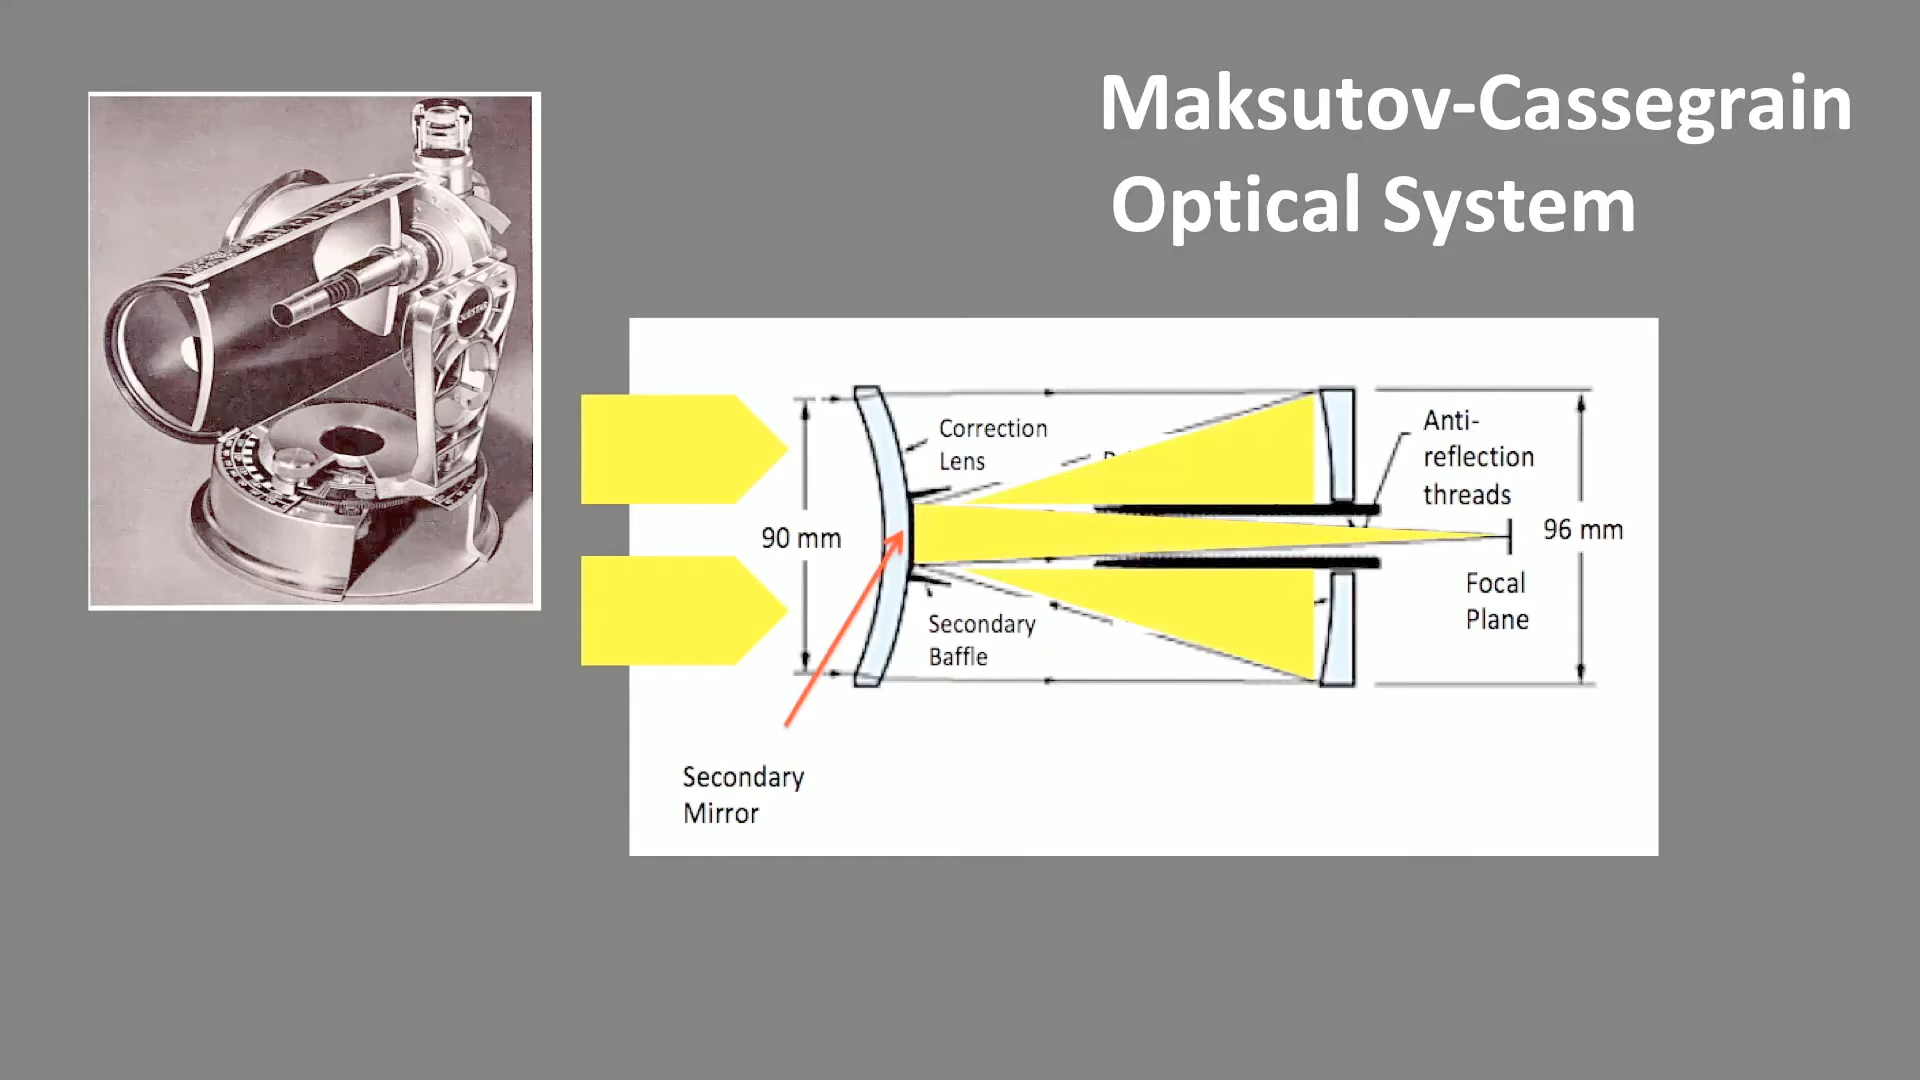 Maksutov-Cassegrain
Optical System
QUESTAR
Correction
Lens
Anti-
reflection
threads
90 mm
96 mm
Focal
Plane
Secondary
Baffle
Secondary
Mirror